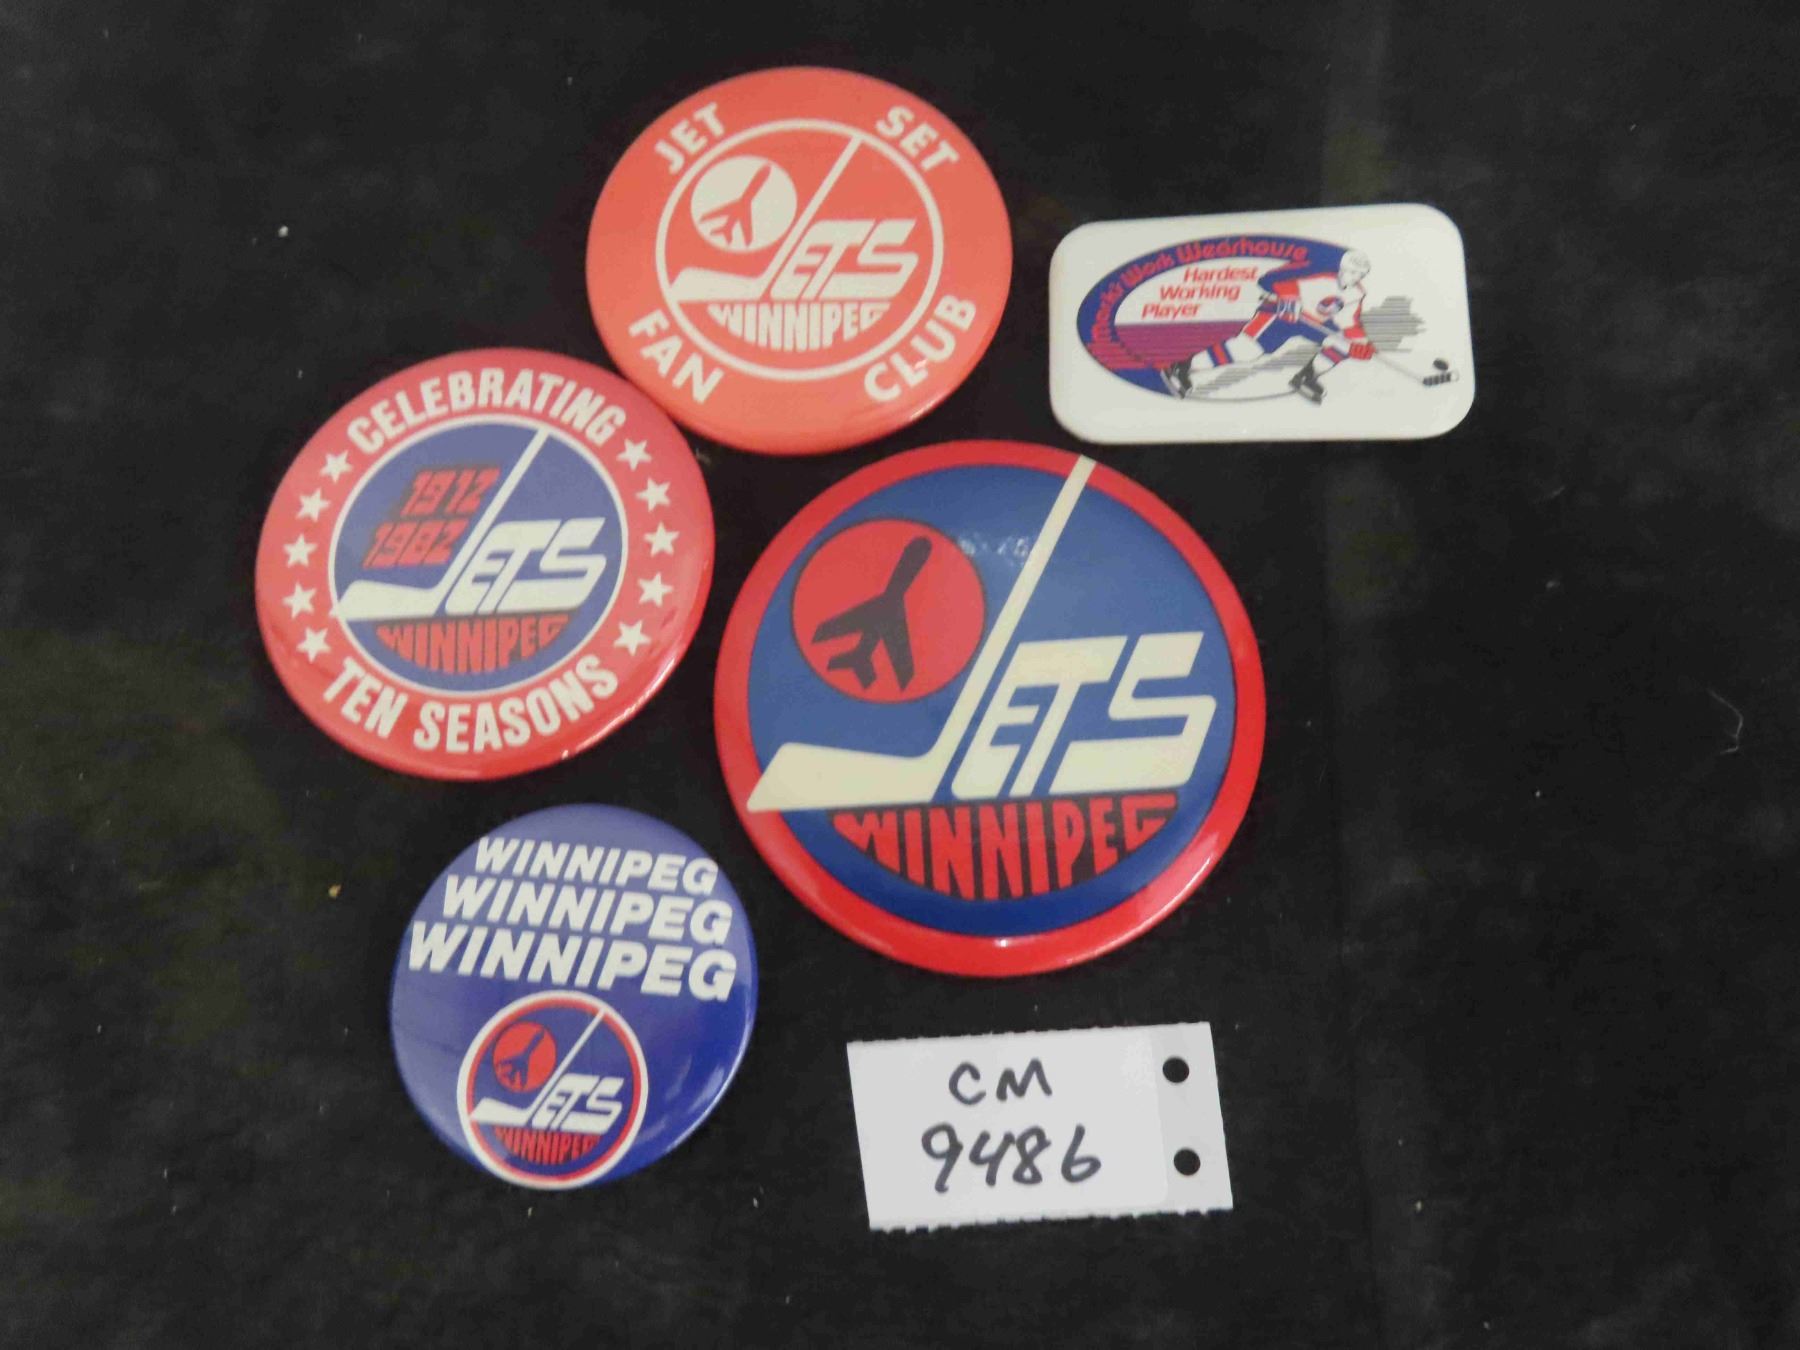 JET SET
JETS
WINNIPEG
FAN CLUB
Mark's Work Wearhouse
Hardest
Working
Player
CELEBRATING
1972
1982
JETS
WINNIPEG
TEN SEASONS
JETS
WINNIPEG
WINNIPEG
WINNIPEG
WINNIPEG
JETS
WINNIPEG
CM
9486